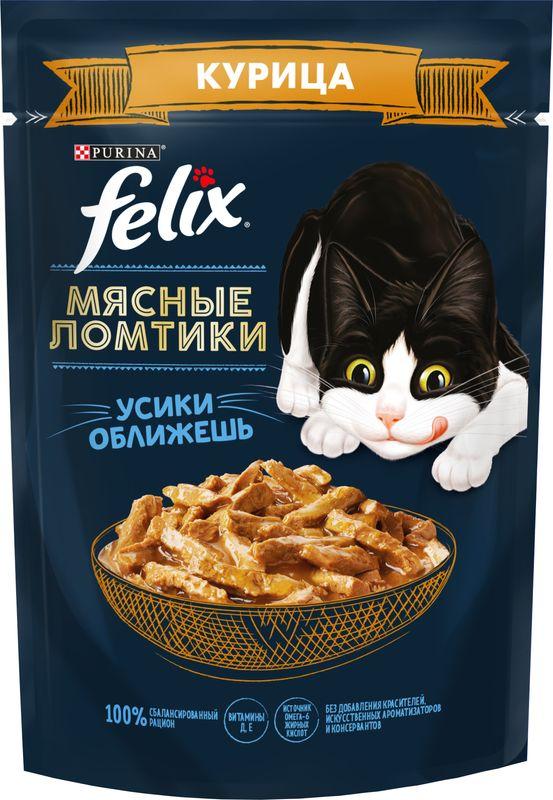 КУРИЦА
PURINA
felix
МЯСНЫЕ
ЛОМТИКИ
УСИКИ
ОБЛИЖЕШЬ
100% СБАЛАНСИРОВАННЫЙ
РАЦИОН
ВИТАМИНЫ
Д, Е
ИСТОЧНИК
ОМЕГА-6
ЖИРНЫХ
КИСЛОТ
БЕЗ ДОБАВЛЕНИЯ КРАСИТЕЛЕЙ,
ИСКУССТВЕННЫХ АРОМАТИЗАТОРОВ
И КОНСЕРВАНТОВ